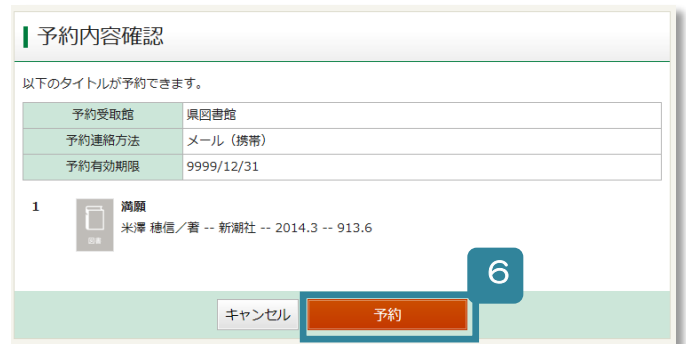 予約内容確認
以下のタイトルが予約できます。
予約受取館 県図書館
予約連絡方法 メール（携帯）
予約有効期限 9999/12/31
1 満願
米澤 穂信／著 -- 新潮社 -- 2014.3 -- 913.6
図書
6
キャンセル 予約